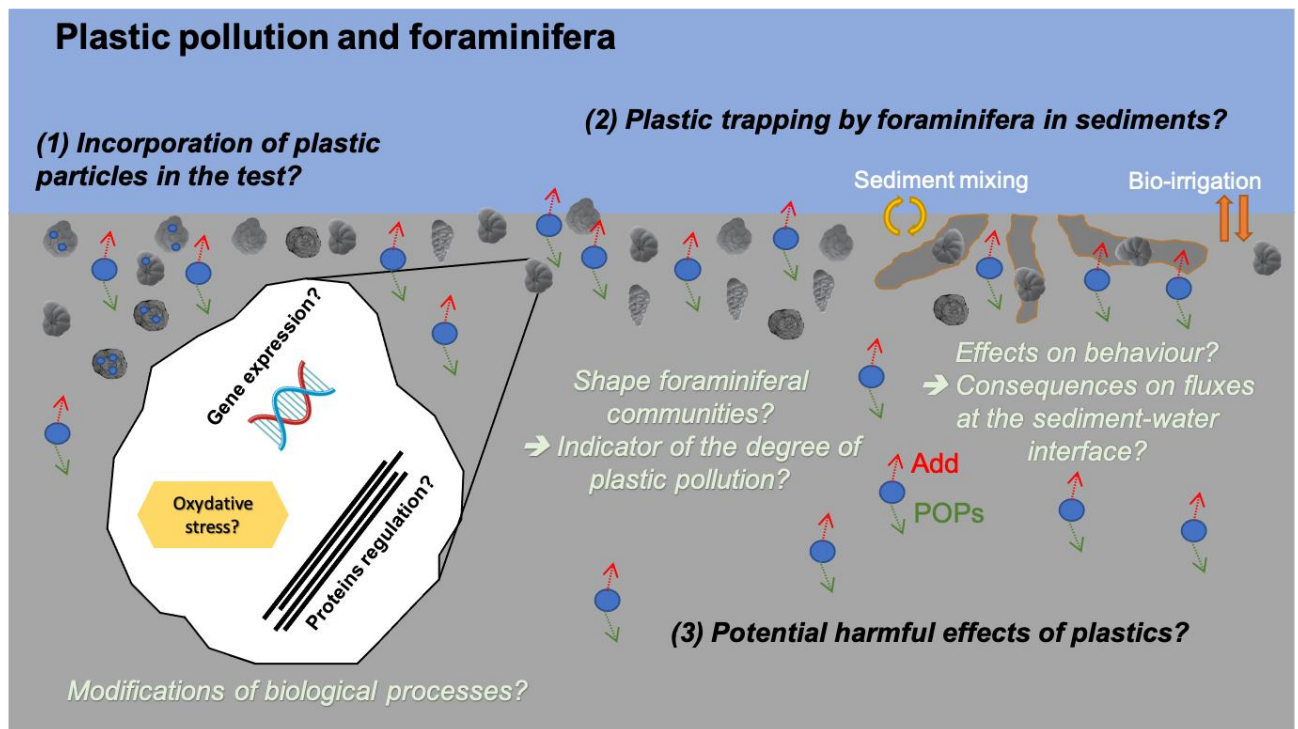 Plastic pollution and foraminifera
(1) Incorporation of plastic
particles in the test?
(2) Plastic trapping by foraminifera in sediments?
Sediment mixing
Bio-irrigation
Gene expression?
Oxydative
stress?
Proteins regulation?
Modifications of biological processes?
Shape foraminiferal
communities?
➔ Indicator of the degree of
plastic pollution?
Effects on behaviour?
➔ Consequences on fluxes
at the sediment-water
interface?
Add
POPs
(3) Potential harmful effects of plastics?